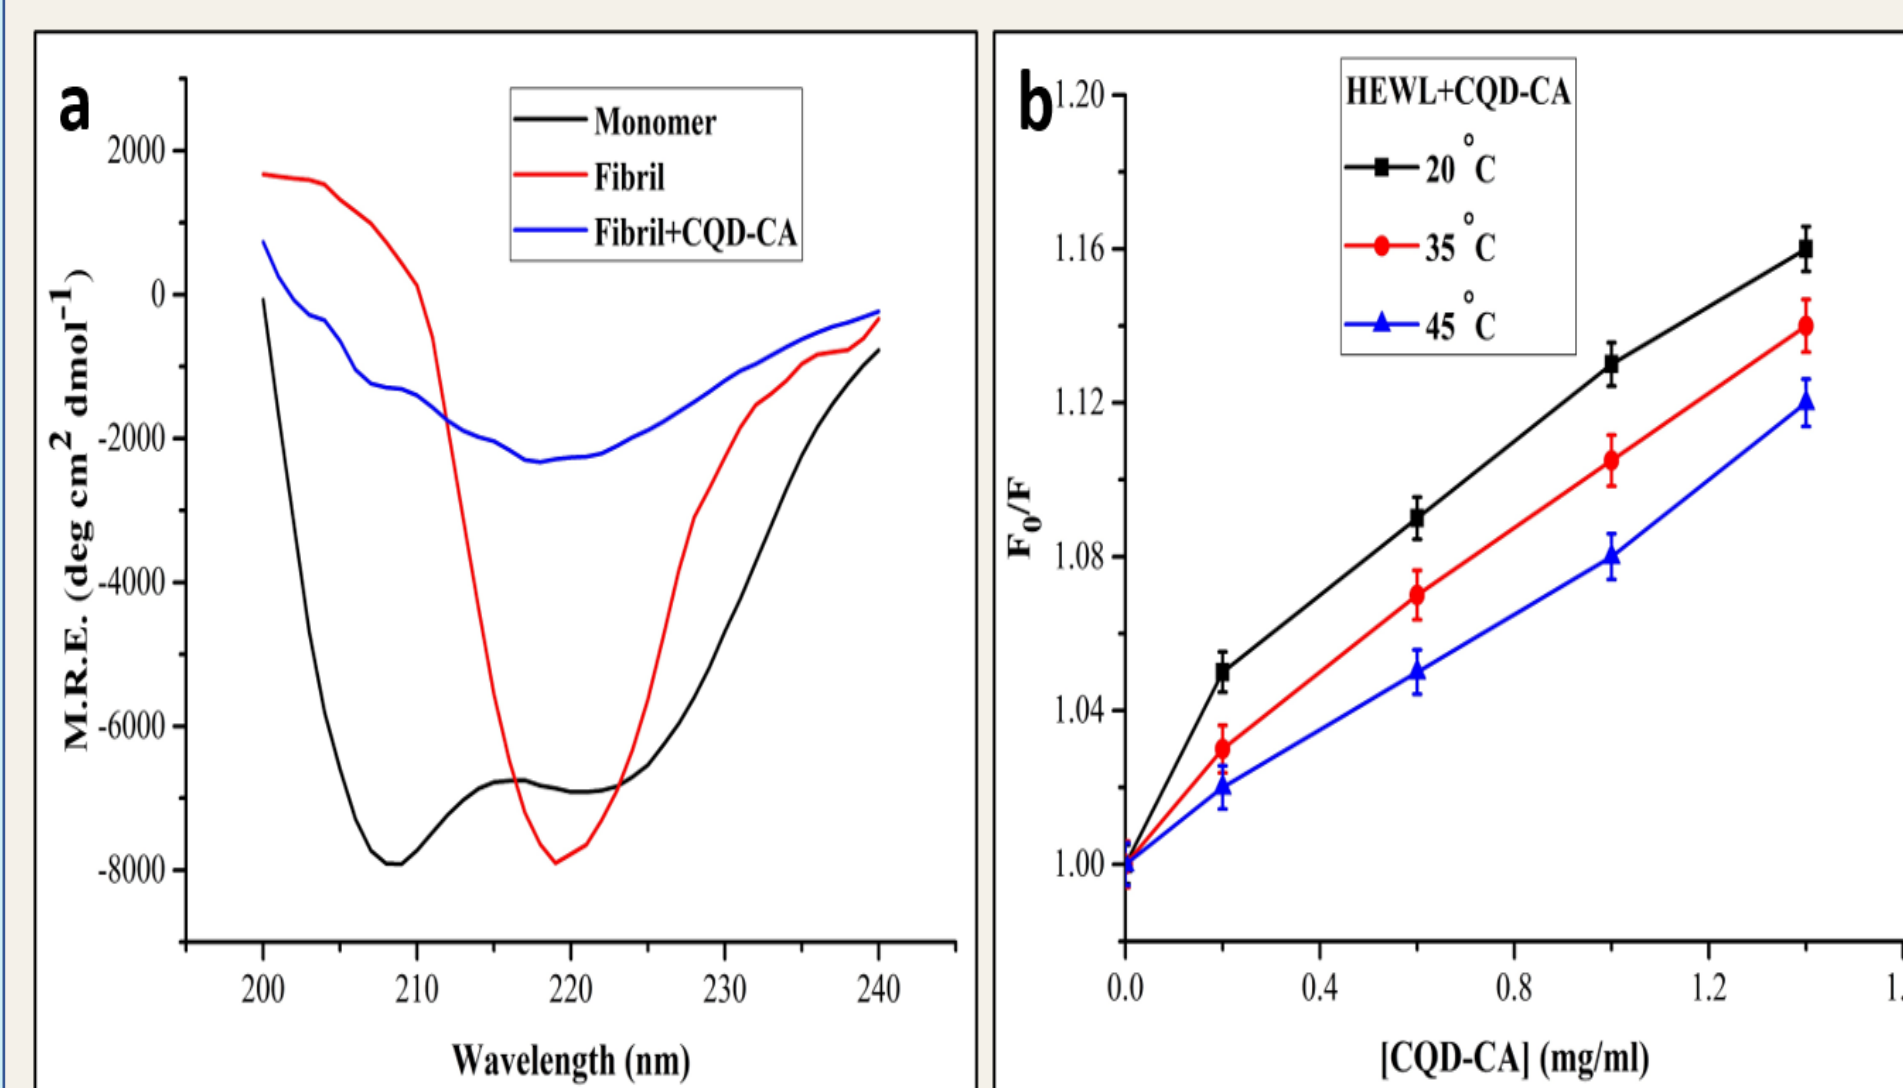 a
Monomer
Fibril
Fibril+CQD-CA
2000
0
-2000
-4000
-6000
-8000
M.R.E. (deg cm² dmol⁻¹)
200 210 220 230 240
Wavelength (nm)
b
HEWL+CQD-CA
20 °C
35 °C
45 °C
1.20
1.16
1.12
1.08
1.04
1.00
F₀/F
0.0 0.4 0.8 1.2
[CQD-CA] (mg/ml)